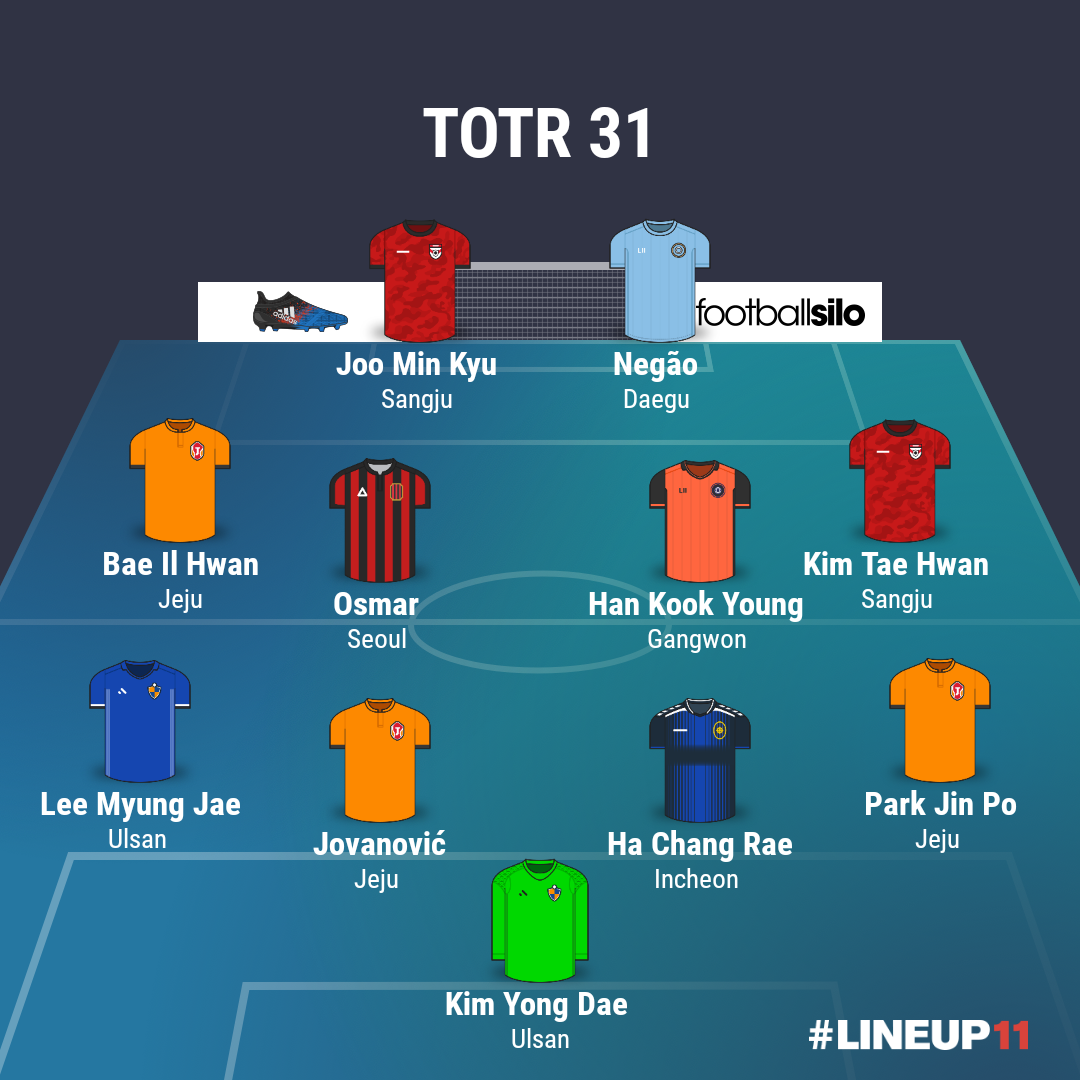 TOTR 31
adidas
footballsilo
Joo Min Kyu
Sangju
Negão
Daegu
Bae Il Hwan
Jeju
Osmar
Seoul
Han Kook Young
Gangwon
Kim Tae Hwan
Sangju
Lee Myung Jae
Ulsan
Jovanović
Jeju
Ha Chang Rae
Incheon
Park Jin Po
Jeju
Kim Yong Dae
Ulsan
#LINEUP11